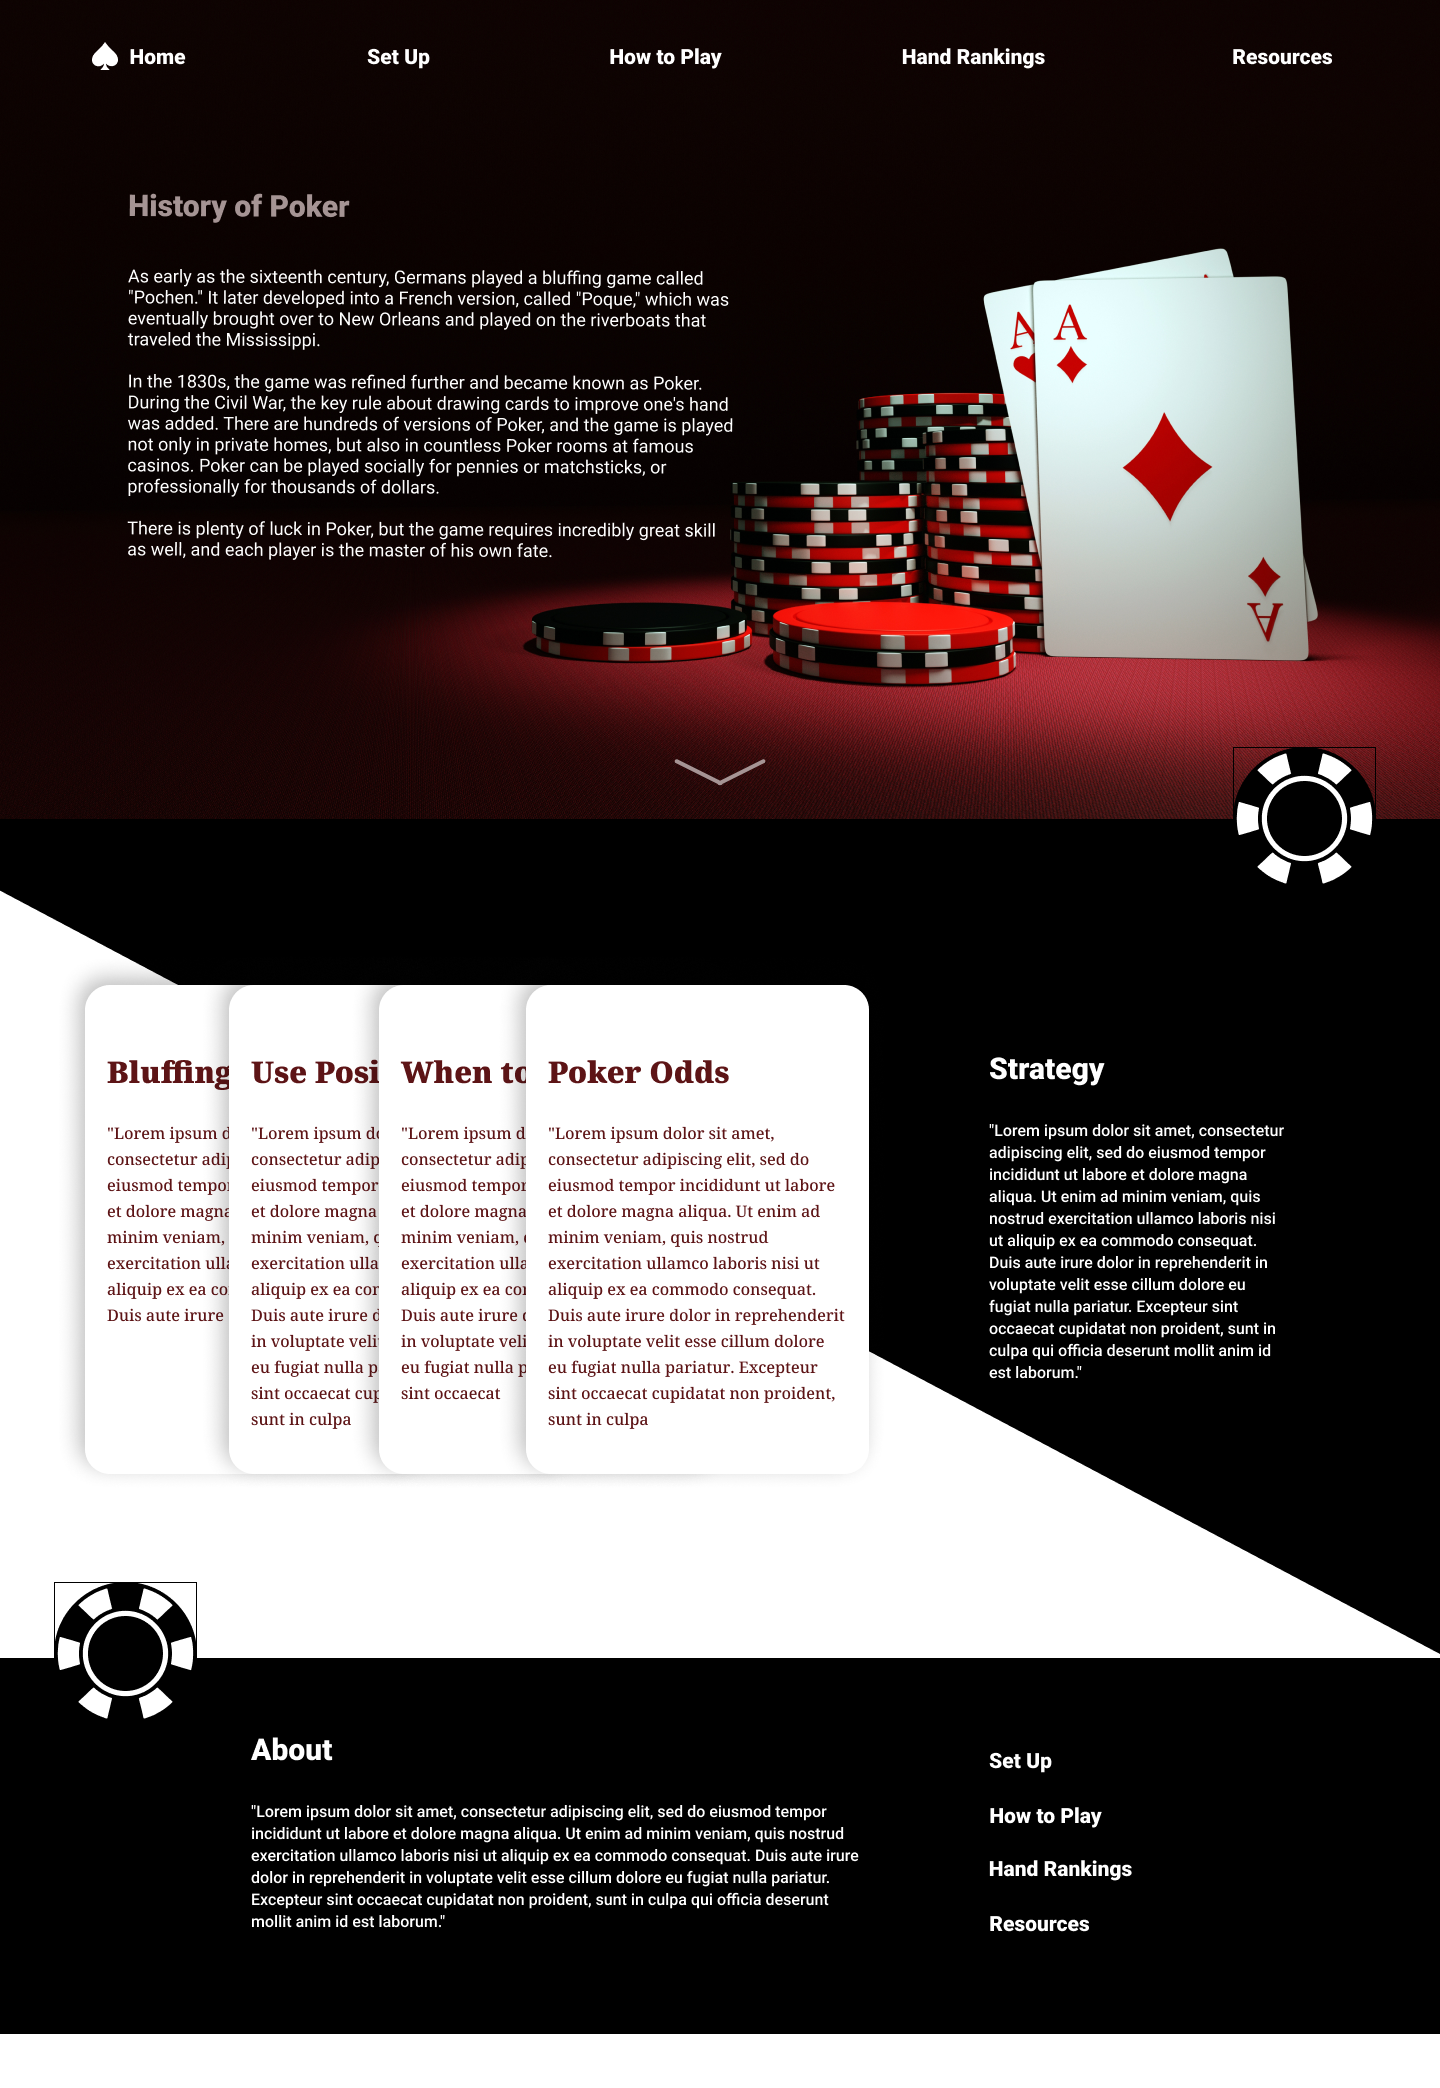 Home
Set Up
How to Play
Hand Rankings
Resources
History of Poker
As early as the sixteenth century, Germans played a bluffing game called
"Pochen." It later developed into a French version, called "Poque," which was
eventually brought over to New Orleans and played on the riverboats that
traveled the Mississippi.
In the 1830s, the game was refined further and became known as Poker.
During the Civil War, the key rule about drawing cards to improve one's hand
was added. There are hundreds of versions of Poker, and the game is played
not only in private homes, but also in countless Poker rooms at famous
casinos. Poker can be played socially for pennies or matchsticks, or
professionally for thousands of dollars.
There is plenty of luck in Poker, but the game requires incredibly great skill
as well, and each player is the master of his own fate.
A
A
A
Bluffing
"Lorem ipsum d
consectetur adip
eiusmod tempor
et dolore magna
minim veniam,
exercitation ulla
aliquip ex ea co
Duis aute irure
Use Posi
"Lorem ipsum do
consectetur adip
eiusmod tempor
et dolore magna
minim veniam, q
exercitation ulla
aliquip ex ea con
Duis aute irure d
in voluptate veli
eu fugiat nulla p
sint occaecat cup
sunt in culpa
When to
"Lorem ipsum d
consectetur adip
eiusmod tempor
et dolore magna
minim veniam,
exercitation ulla
aliquip ex ea con
Duis aute irure d
in voluptate veli
eu fugiat nulla p
sint occaecat
Poker Odds
"Lorem ipsum dolor sit amet,
consectetur adipiscing elit, sed do
eiusmod tempor incididunt ut labore
et dolore magna aliqua. Ut enim ad
minim veniam, quis nostrud
exercitation ullamco laboris nisi ut
aliquip ex ea commodo consequat.
Duis aute irure dolor in reprehenderit
in voluptate velit esse cillum dolore
eu fugiat nulla pariatur. Excepteur
sint occaecat cupidatat non proident,
sunt in culpa
Strategy
"Lorem ipsum dolor sit amet, consectetur
adipiscing elit, sed do eiusmod tempor
incididunt ut labore et dolore magna
aliqua. Ut enim ad minim veniam, quis
nostrud exercitation ullamco laboris nisi
ut aliquip ex ea commodo consequat.
Duis aute irure dolor in reprehenderit in
voluptate velit esse cillum dolore eu
fugiat nulla pariatur. Excepteur sint
occaecat cupidatat non proident, sunt in
culpa qui officia deserunt mollit anim id
est laborum."
About
"Lorem ipsum dolor sit amet, consectetur adipiscing elit, sed do eiusmod tempor
incididunt ut labore et dolore magna aliqua. Ut enim ad minim veniam, quis nostrud
exercitation ullamco laboris nisi ut aliquip ex ea commodo consequat. Duis aute irure
dolor in reprehenderit in voluptate velit esse cillum dolore eu fugiat nulla pariatur.
Excepteur sint occaecat cupidatat non proident, sunt in culpa qui officia deserunt
mollit anim id est laborum."
Set Up
How to Play
Hand Rankings
Resources